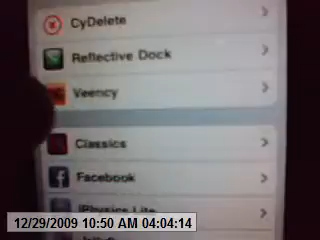 CyDelete
Reflective Dock
Veency
Classics
Facebook
iPhysics Lite
12/29/2009 10:50 AM 04:04:14